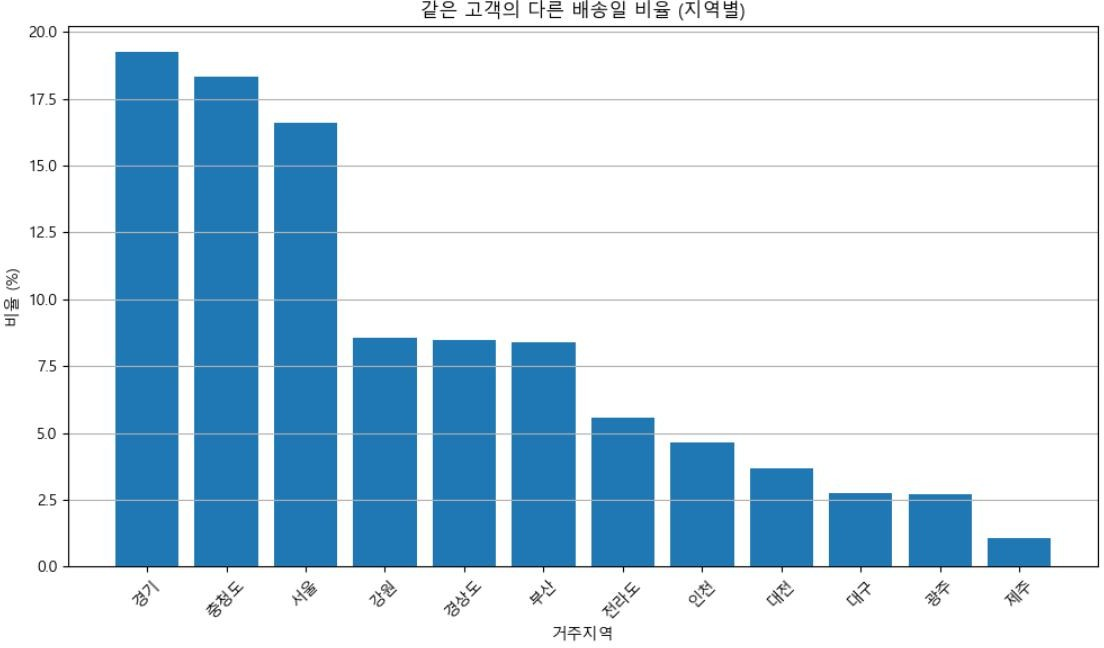 같은 고객의 다른 배송일 비율 (지역별)
비율 (%)
20.0
17.5
15.0
12.5
10.0
7.5
5.0
2.5
0.0
경기
충청도
서울
강원
경상도
부산
전라도
인천
대전
대구
광주
제주
거주지역